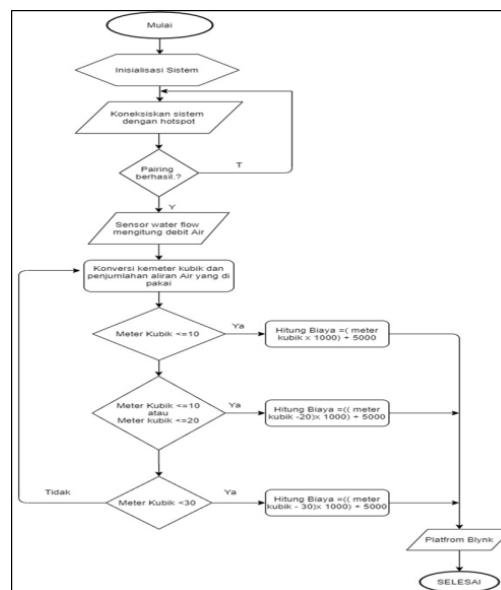 Mulai
Inisialisasi Sistem
Koneksiskan sistem
dengan hotspot
Pairing
berhasil.?
T
Y
Sensor water flow
mengitung debit Air
Konversi kemeter kubik dan
penjumlahan aliran Air yang di
pakai
Meter Kubik <=10
Ya
Hitung Biaya =( meter
kubik x 1000) + 5000
Meter Kubik <=10
atau
Meter kubik <=20
Ya
Hitung Biaya =(( meter
kubik -20)x 1000) + 5000
Tidak
Meter Kubik <30
Ya
Hitung Biaya =(( meter
kubik - 30)x 1000) + 5000
Platfrom Blynk
SELESAI